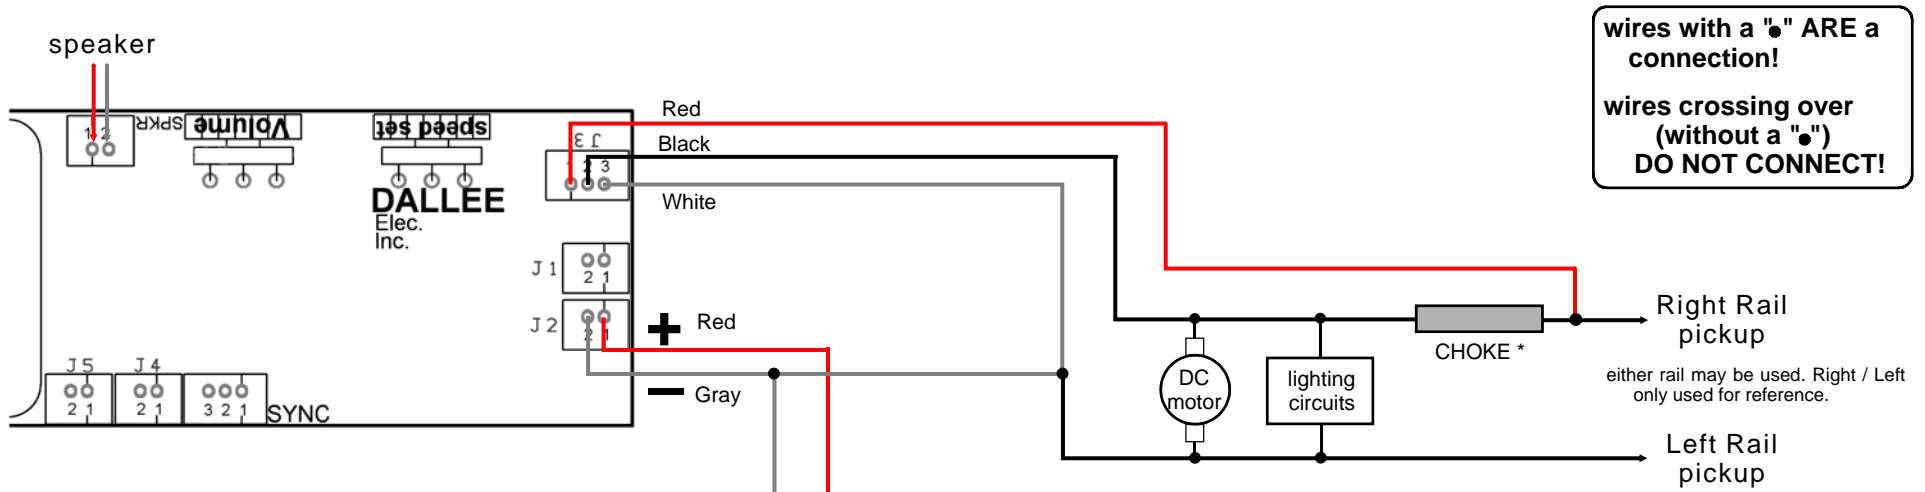 speaker
1 2
SPKR
Volume
speed set
DALLEE
Elec.
Inc.
J 3
1 2 3
Red
Black
White
J 1
2 1
J 2
2 1
+ Red
— Gray
J 5
2 1
J 4
2 1
3 2 1
SYNC
DC
motor
lighting
circuits
CHOKE *
Right Rail
pickup
either rail may be used. Right / Left
only used for reference.
Left Rail
pickup
wires with a "●" ARE a
connection!
wires crossing over
(without a "●")
DO NOT CONNECT!